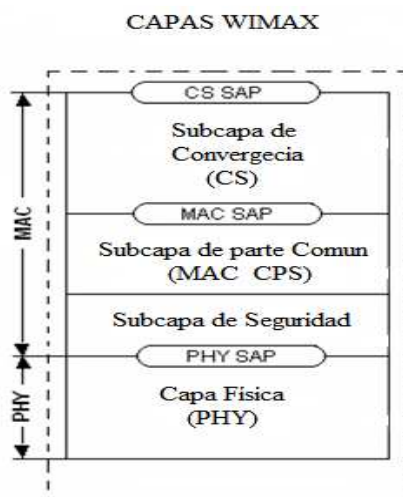 CAPAS WIMAX
CS SAP
Subcapa de
Convergecia
(CS)
MAC SAP
Subcapa de parte Comun
(MAC CPS)
Subcapa de Seguridad
PHY SAP
Capa Física
(PHY)
MAC
PHY